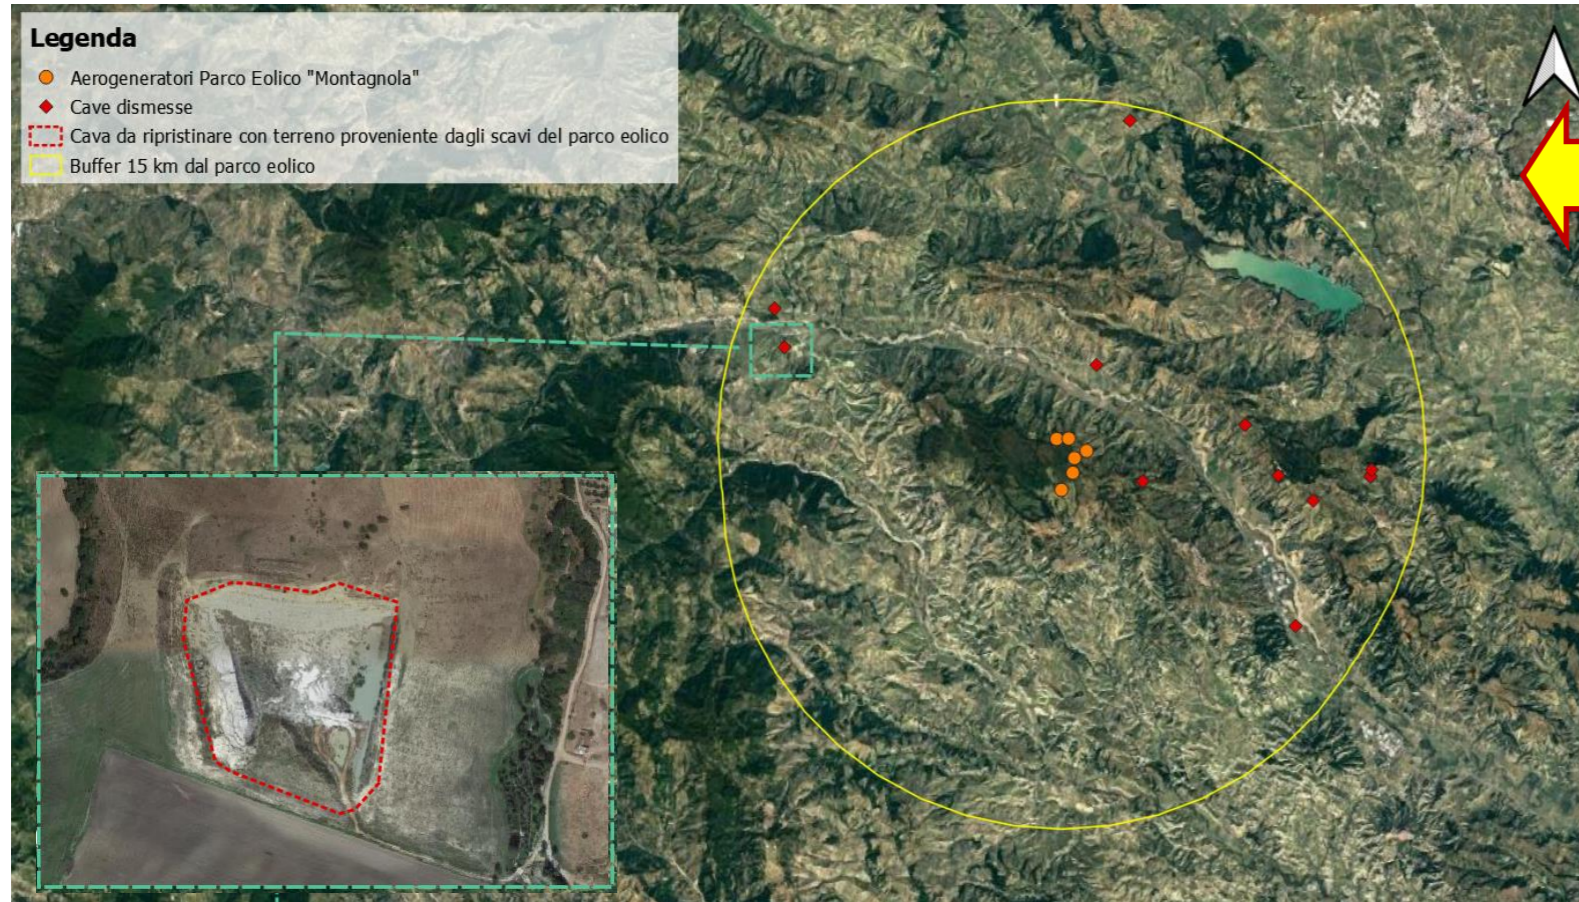 Legenda
Aerogeneratori Parco Eolico "Montagnola"
Cave dismesse
Cava da ripristinare con terreno proveniente dagli scavi del parco eolico
Buffer 15 km dal parco eolico